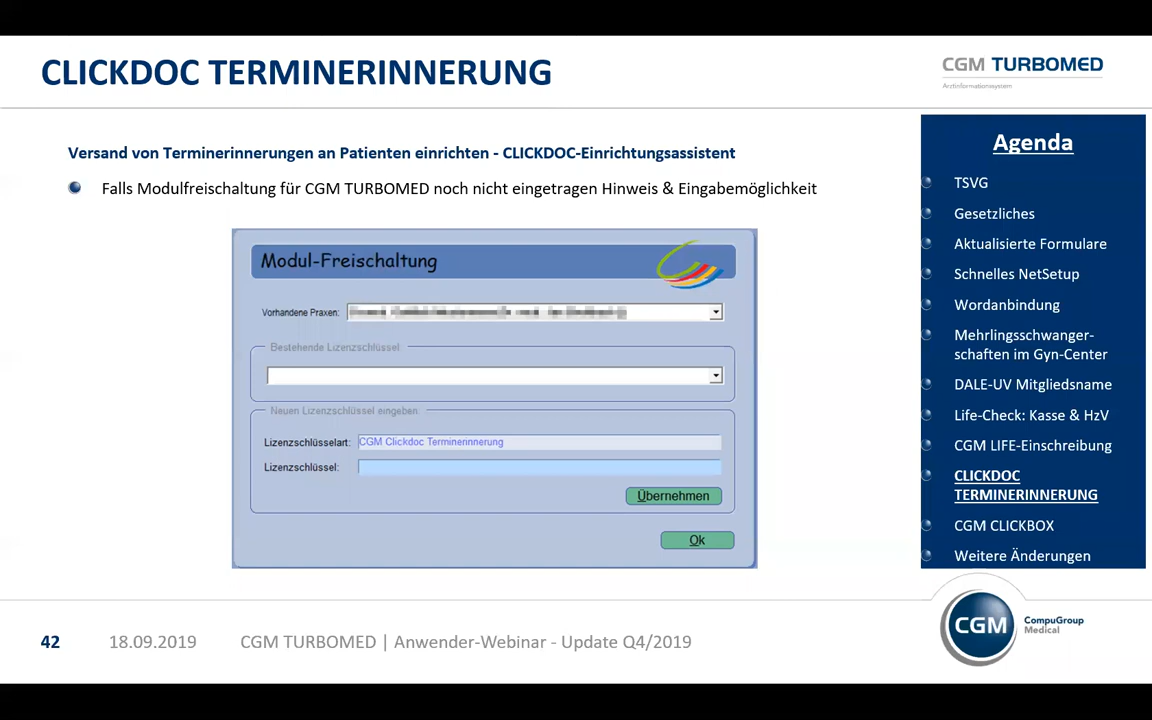 CLICKDOC TERMINERINNERUNG
CGM TURBOMED
Arztinformationssystem
Versand von Terminerinnerungen an Patienten einrichten - CLICKDOC-Einrichtungsassistent
Falls Modulfreischaltung für CGM TURBOMED noch nicht eingetragen Hinweis & Eingabemöglichkeit
Modul-Freischaltung
Vorhandene Praxen:
Bestehende Lizenzschlüssel:
Neuen Lizenzschlüssel eingeben:
Lizenzschlüsselart: CGM Clickdoc Terminerinnerung
Lizenzschlüssel:
Übernehmen
Ok
Agenda
TSVG
Gesetzliches
Aktualisierte Formulare
Schnelles NetSetup
Wordanbindung
Mehrlingsschwanger-
schaften im Gyn-Center
DALE-UV Mitgliedsname
Life-Check: Kasse & HzV
CGM LIFE-Einschreibung
CLICKDOC
TERMINERINNERUNG
CGM CLICKBOX
Weitere Änderungen
42 18.09.2019 CGM TURBOMED | Anwender-Webinar - Update Q4/2019
CGM
CompuGroup
Medical